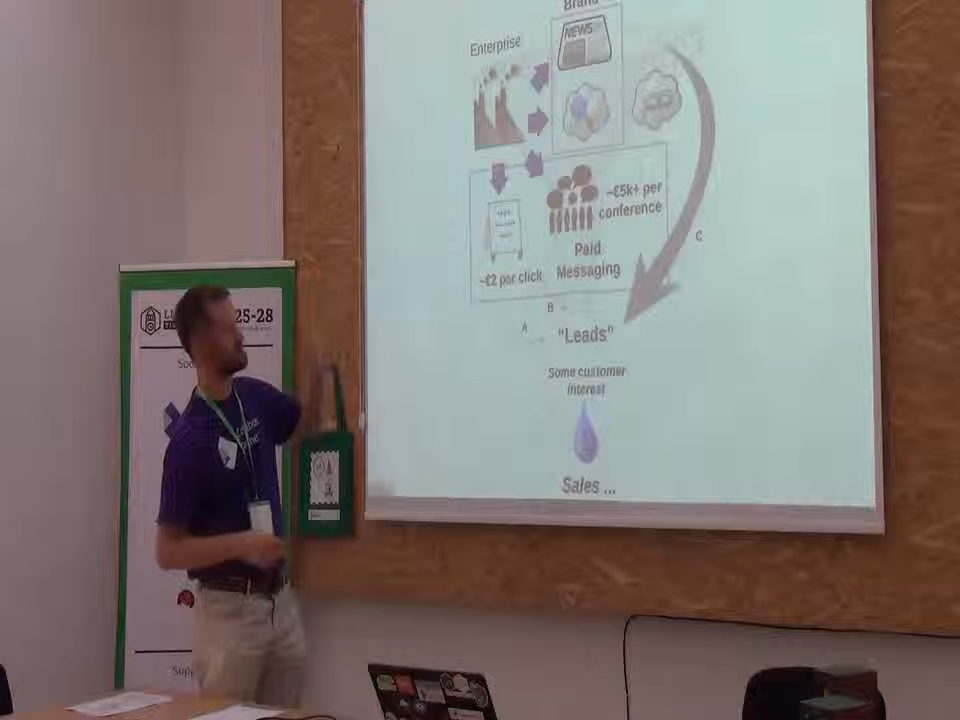 Brand
NEWS
Enterprise
~€5k+ per
conference
Paid
Messaging
~€2 per click
C
B
A
"Leads"
Some customer
interest
Sales ...
25-28